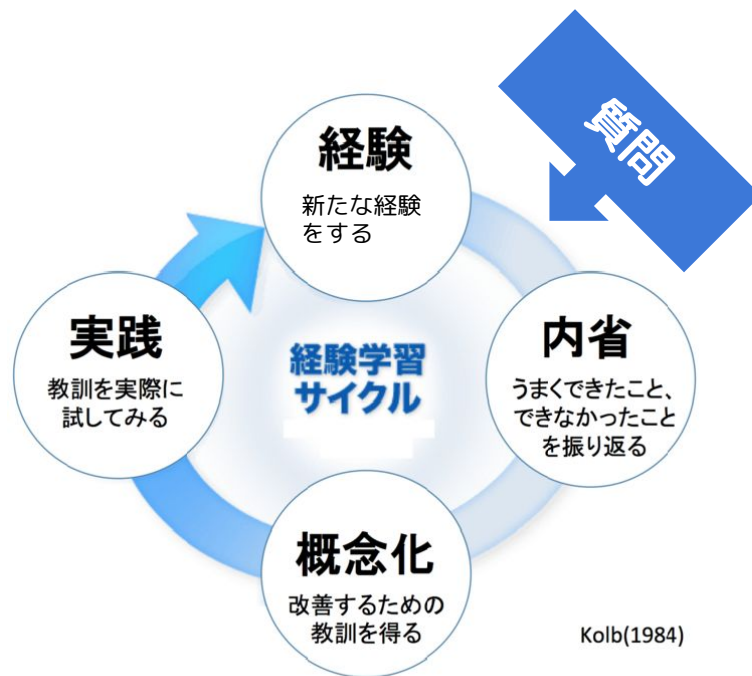 質問
経験
新たな経験
をする
内省
うまくできたこと、
できなかったこと
を振り返る
概念化
改善するための
教訓を得る
実践
教訓を実際に
試してみる
経験学習
サイクル
Kolb(1984)